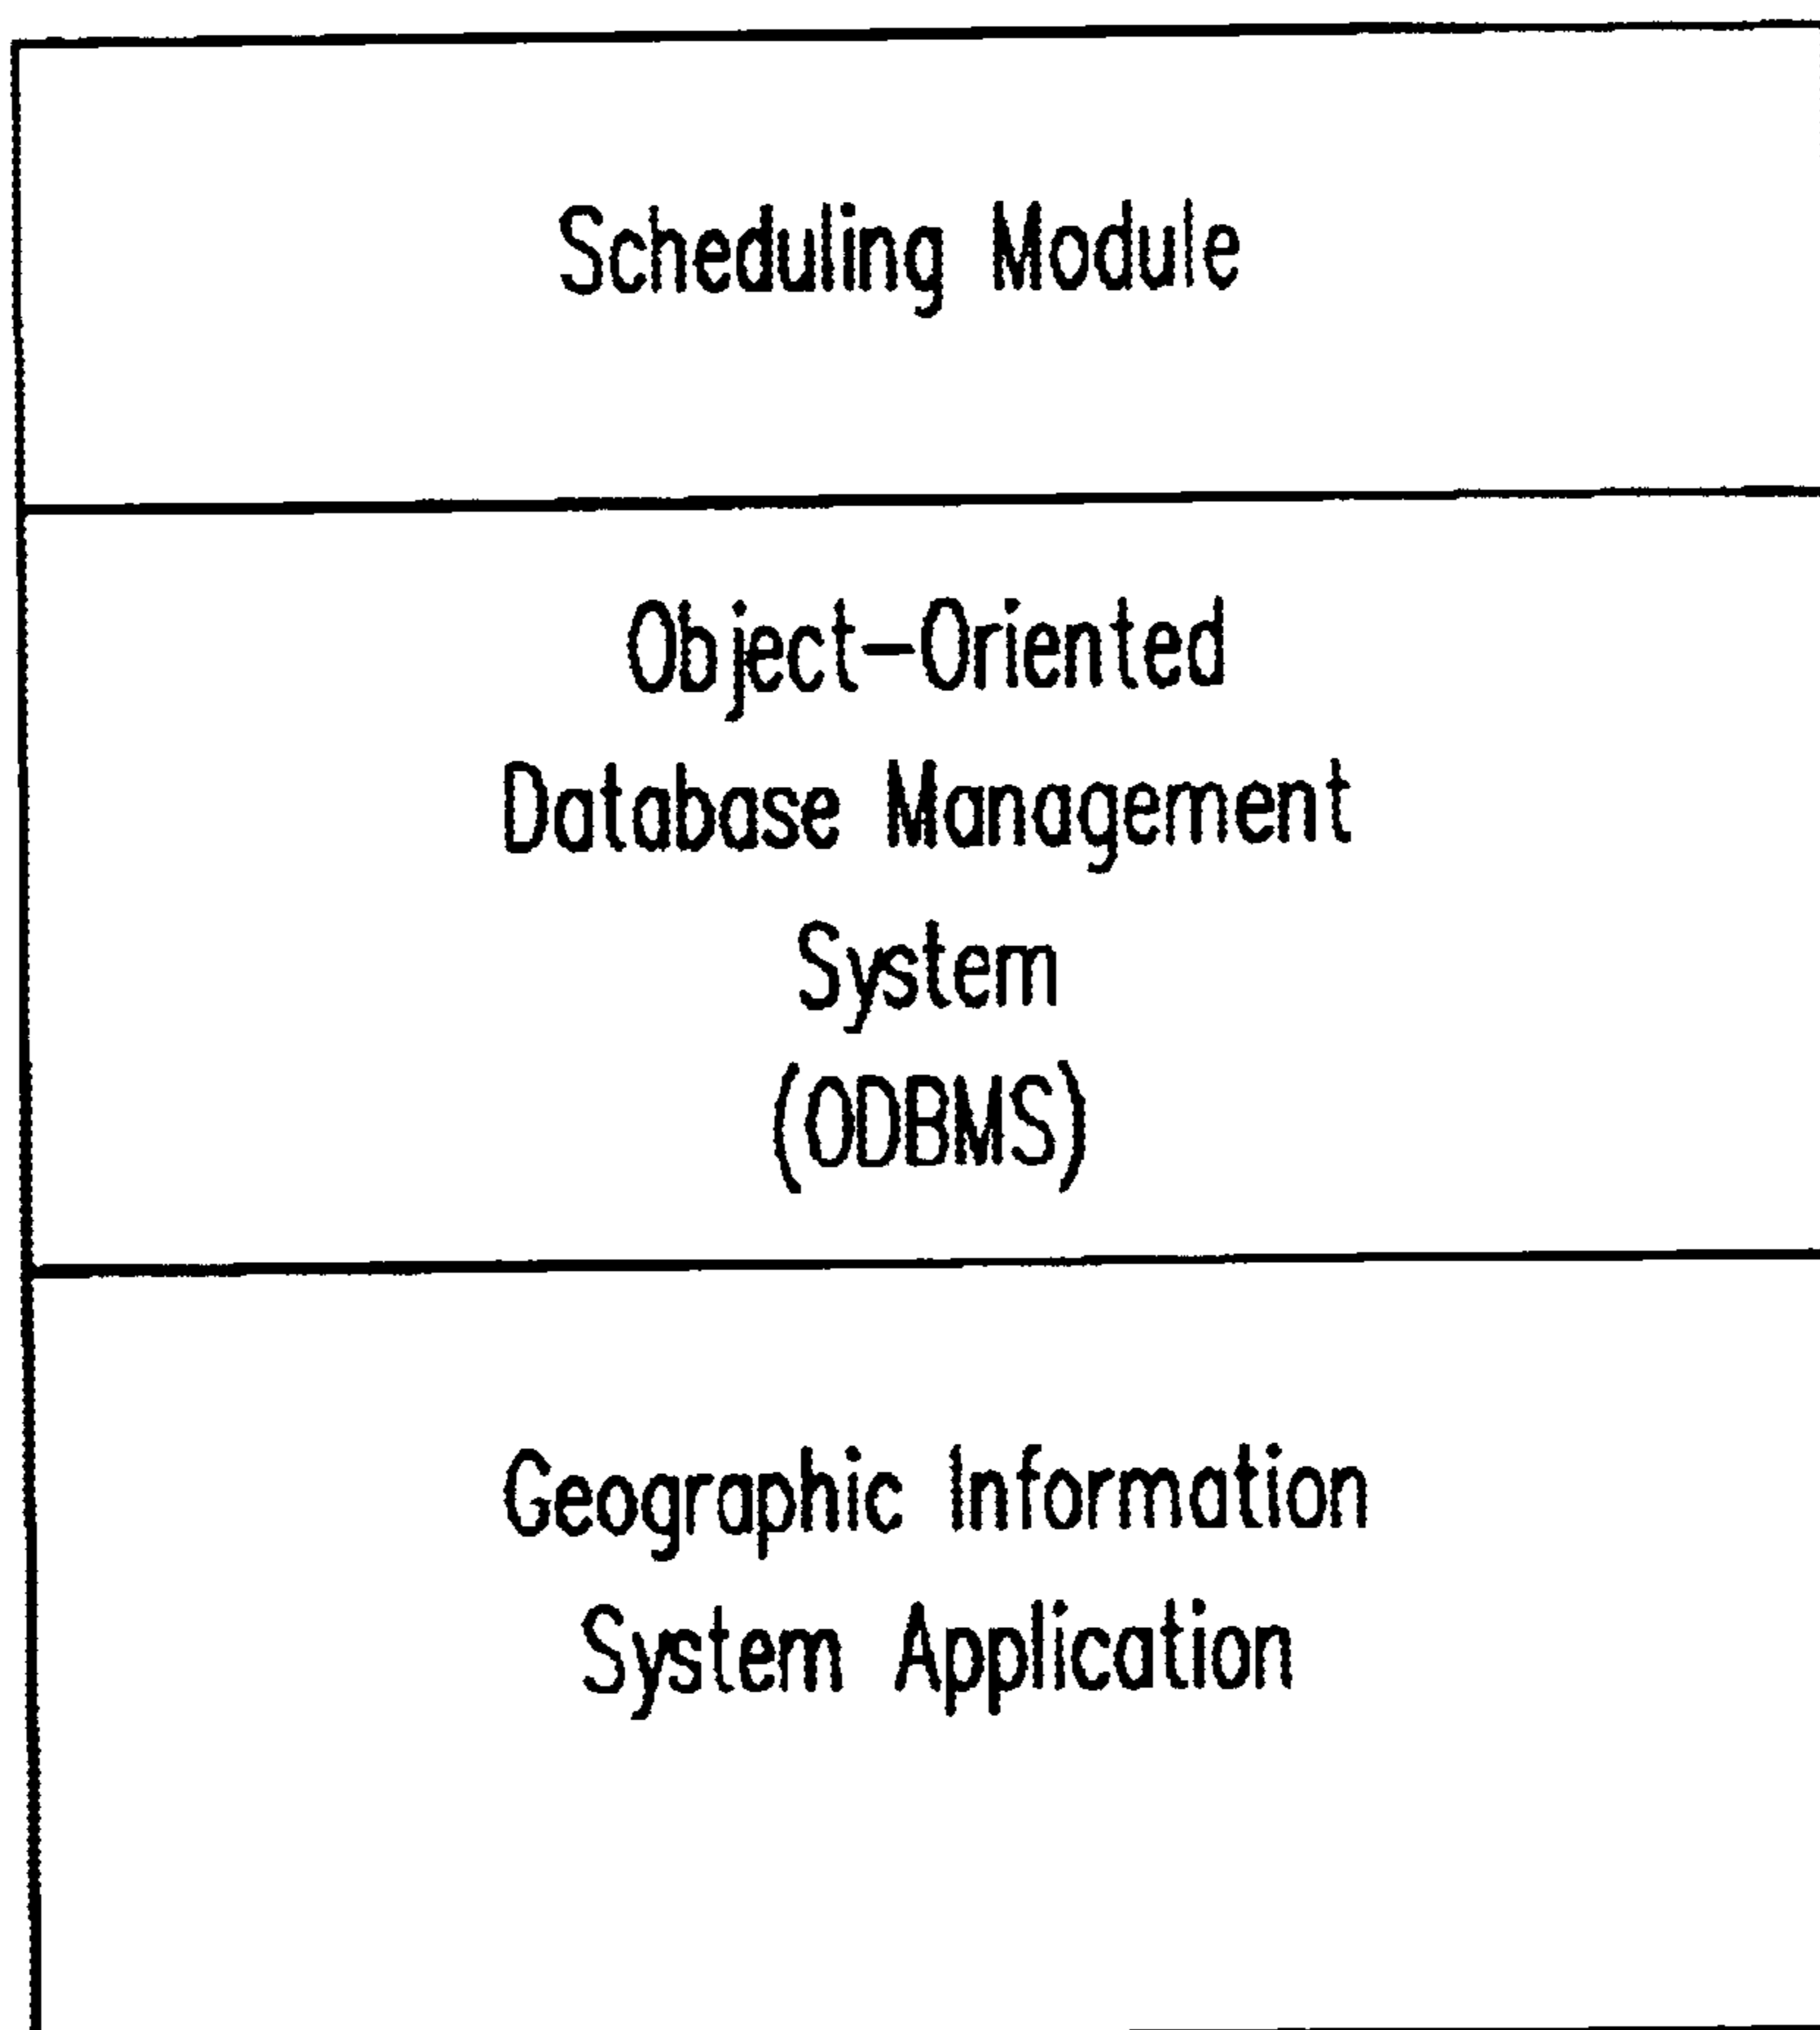 Scheduling Module
Object-Oriented
Database Management
System
(ODBMS)
Geographic Information
System Application